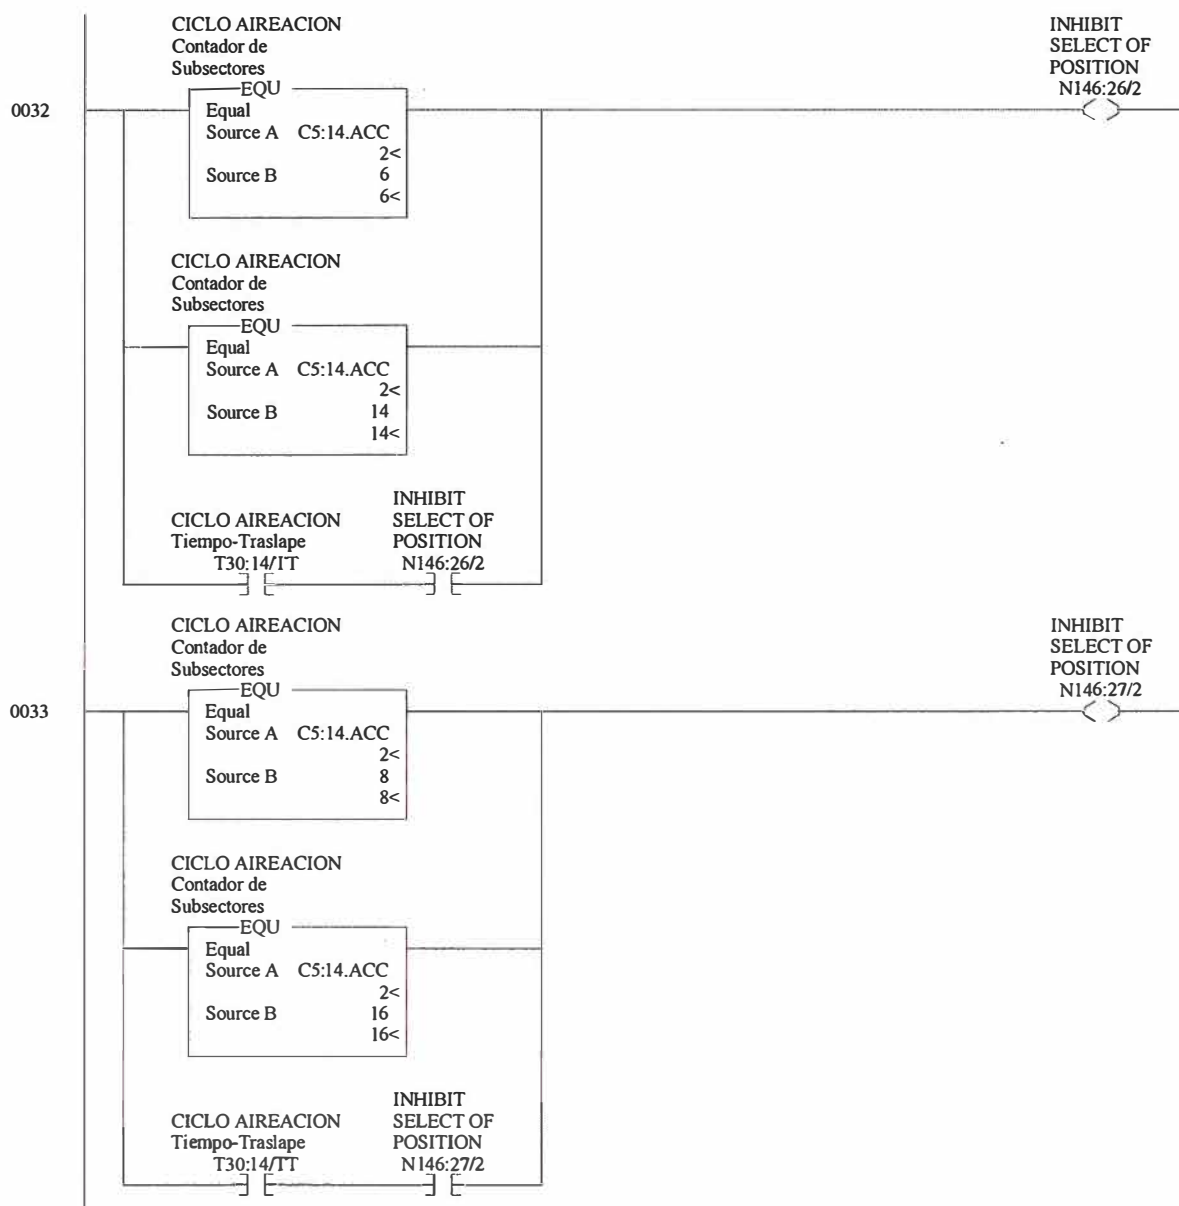 CICLO AIREACION
Contador de
Subsectores
EQU
Equal
Source A C5:14.ACC
2<
Source B 6
6<
INHIBIT
SELECT OF
POSITION
N146:26/2
0032
CICLO AIREACION
Contador de
Subsectores
EQU
Equal
Source A C5:14.ACC
2<
Source B 14
14<
CICLO AIREACION
Tiempo-Traslape
T30:14/TT
INHIBIT
SELECT OF
POSITION
N146:26/2
CICLO AIREACION
Contador de
Subsectores
EQU
Equal
Source A C5:14.ACC
2<
Source B 8
8<
INHIBIT
SELECT OF
POSITION
N146:27/2
0033
CICLO AIREACION
Contador de
Subsectores
EQU
Equal
Source A C5:14.ACC
2<
Source B 16
16<
CICLO AIREACION
Tiempo-Traslape
T30:14/TT
INHIBIT
SELECT OF
POSITION
N146:27/2